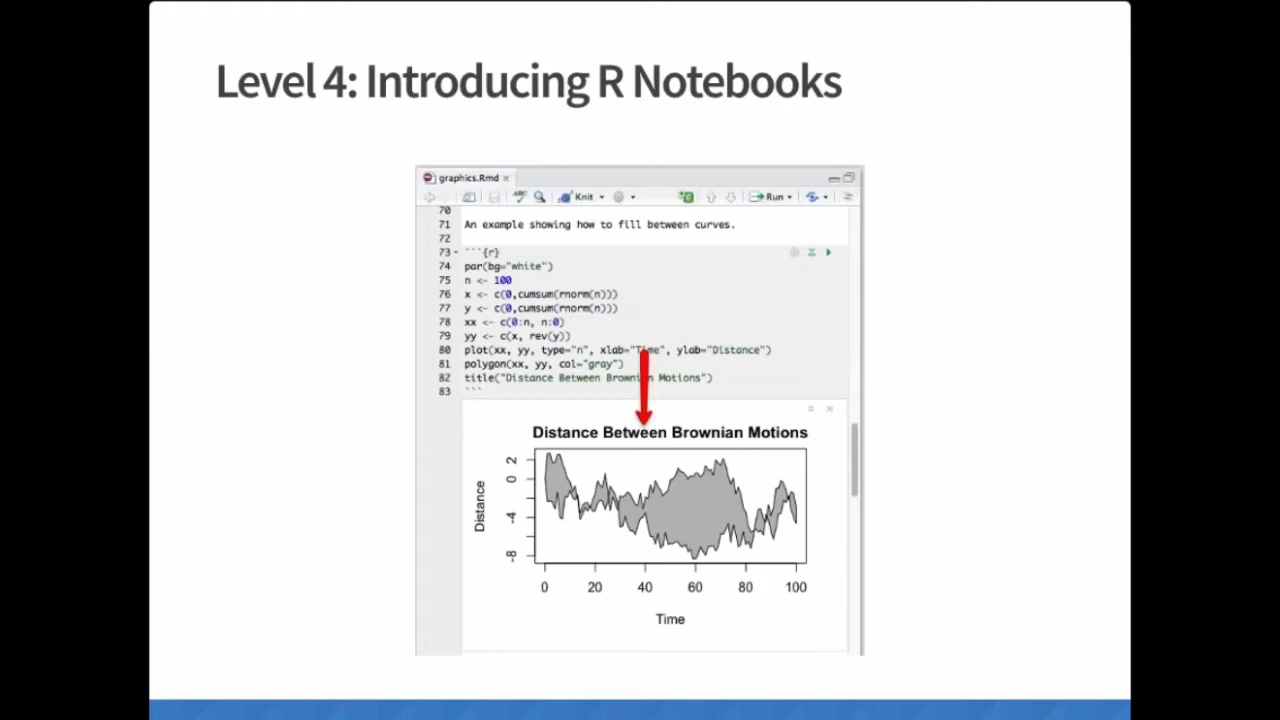 Level 4: Introducing R Notebooks
graphics.Rmd
ABC Knit Run
70
71 An example showing how to fill between curves.
72
73 ```{r}
74 par(bg="white")
75 n <- 100
76 x <- c(0,cumsum(rnorm(n)))
77 y <- c(0,cumsum(rnorm(n)))
78 xx <- c(0:n, n:0)
79 yy <- c(x, rev(y))
80 plot(xx, yy, type="n", xlab="Time", ylab="Distance")
81 polygon(xx, yy, col="gray")
82 title("Distance Between Brownian Motions")
83 ```
Distance Between Brownian Motions
Distance
2
0
-4
-8
0 20 40 60 80 100
Time